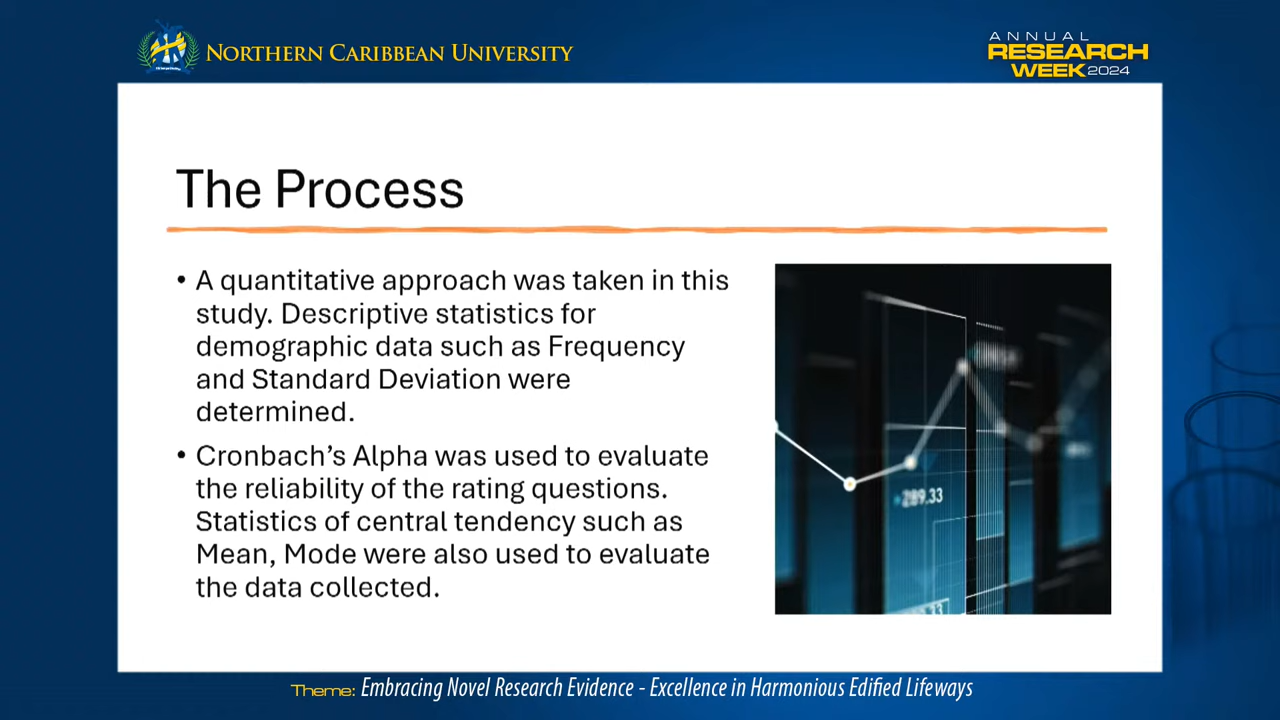 NORTHERN CARIBBEAN UNIVERSITY
ANNUAL
RESEARCH
WEEK 2024
The Process
• A quantitative approach was taken in this
study. Descriptive statistics for
demographic data such as Frequency
and Standard Deviation were
determined.
• Cronbach’s Alpha was used to evaluate
the reliability of the rating questions.
Statistics of central tendency such as
Mean, Mode were also used to evaluate
the data collected.
289.33
Theme: Embracing Novel Research Evidence - Excellence in Harmonious Edified Lifeways